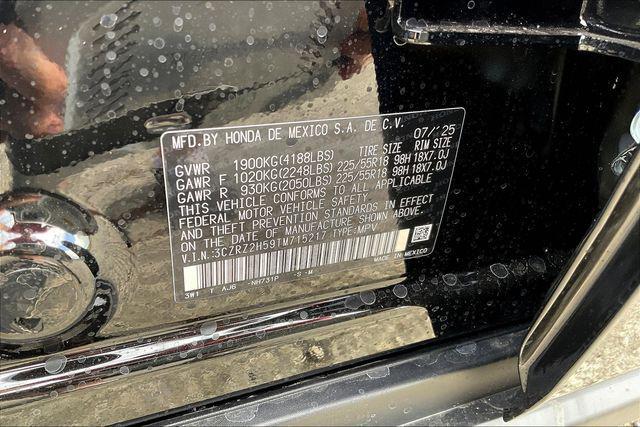 MFD.BY HONDA DE MEXICO S.A. DE C.V. 07/'25
GVWR 1900KG(4188LBS) TIRE SIZE RIM SIZE
GAWR F 1020KG(2248LBS) 225/55R18 98H 18X7.0J
GAWR R 930KG(2050LBS) 225/55R18 98H 18X7.0J
THIS VEHICLE CONFORMS TO ALL APPLICABLE
FEDERAL MOTOR VEHICLE SAFETY
AND THEFT PREVENTION STANDARDS IN EFFECT
ON THE DATE OF MANUFACTURE SHOWN ABOVE.
V.I.N.:3CZRZ2H59TM715217 TYPE:MPV
3W1 T AJ6 -NH731P -S-M MADE IN MEXICO